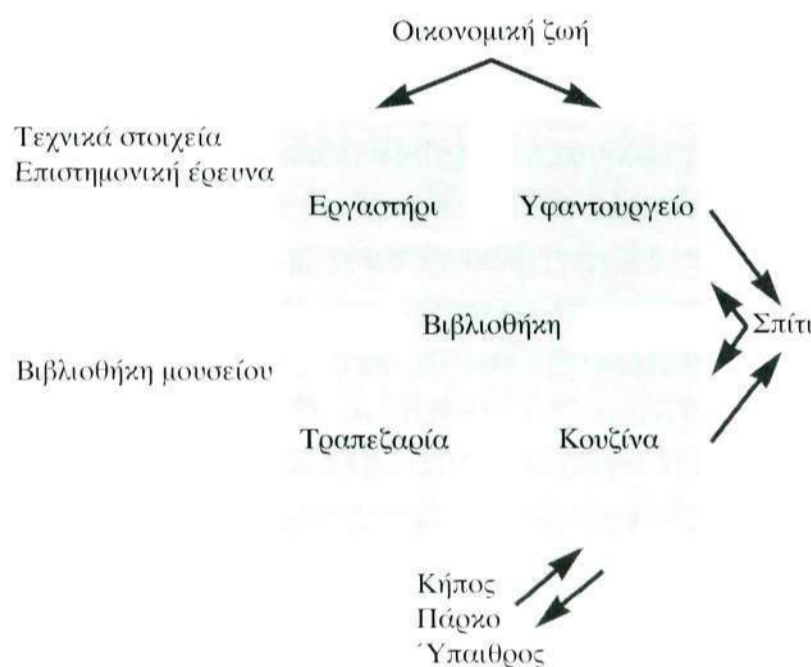 Οικονομική ζωή
Τεχνικά στοιχεία
Επιστημονική έρευνα
Εργαστήρι Υφαντουργείο
Βιβλιοθήκη Σπίτι
Βιβλιοθήκη μουσείου
Τραπεζαρία Κουζίνα
Κήπος
Πάρκο
Ύπαιθρος